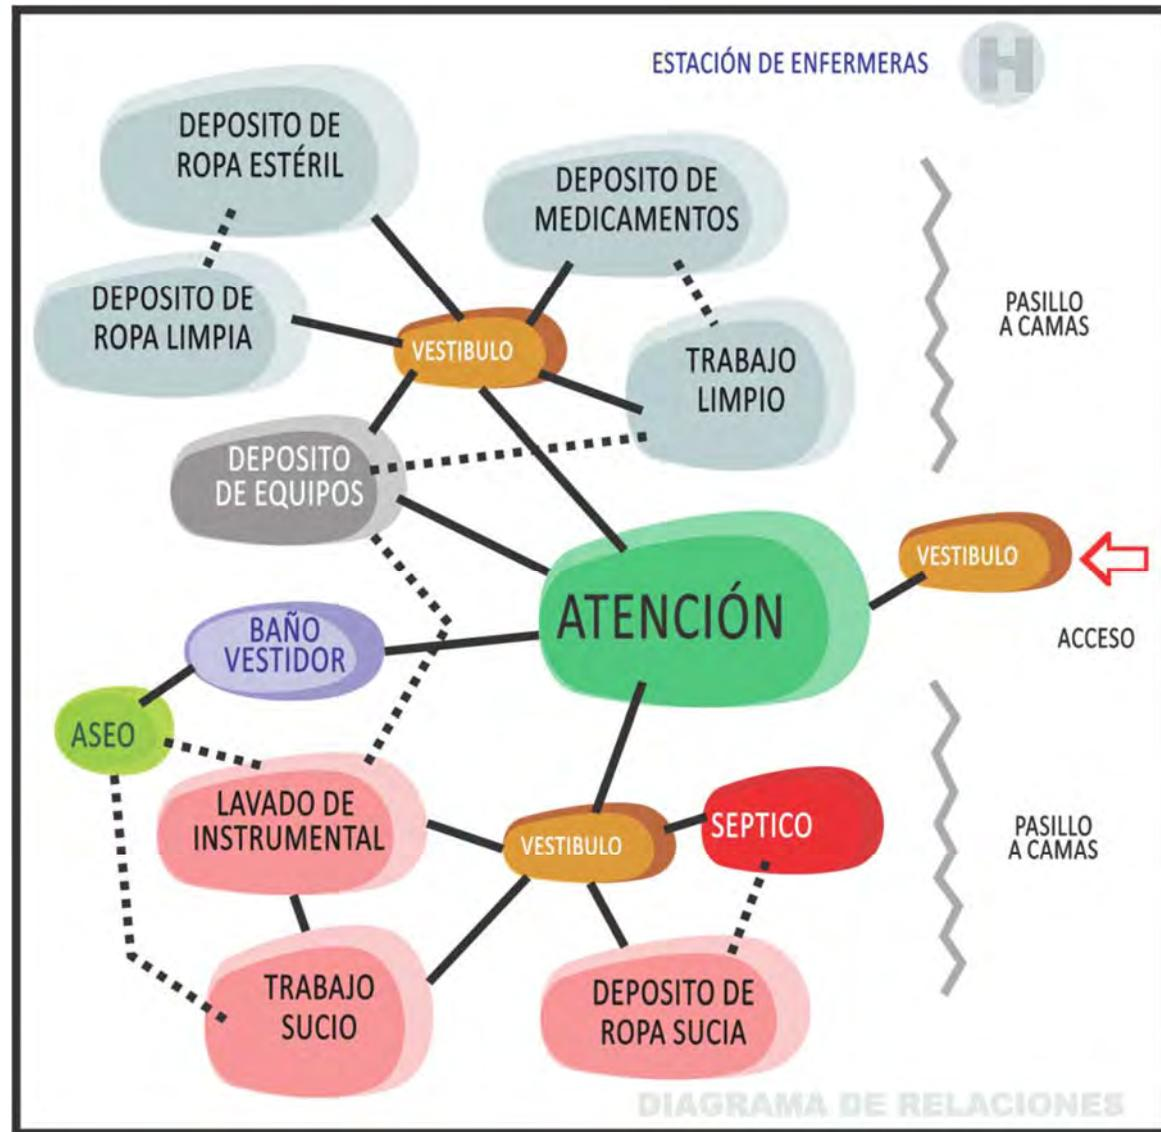 ESTACIÓN DE ENFERMERAS
H
DEPOSITO DE
ROPA ESTÉRIL
DEPOSITO DE
MEDICAMENTOS
DEPOSITO DE
ROPA LIMPIA
VESTIBULO
TRABAJO
LIMPIO
PASILLO
A CAMAS
DEPOSITO
DE EQUIPOS
ATENCIÓN
VESTIBULO
ACCESO
BAÑO
VESTIDOR
ASEO
LAVADO DE
INSTRUMENTAL
VESTIBULO
SEPTICO
PASILLO
A CAMAS
TRABAJO
SUCIO
DEPOSITO DE
ROPA SUCIA
DIAGRAMA DE RELACIONES